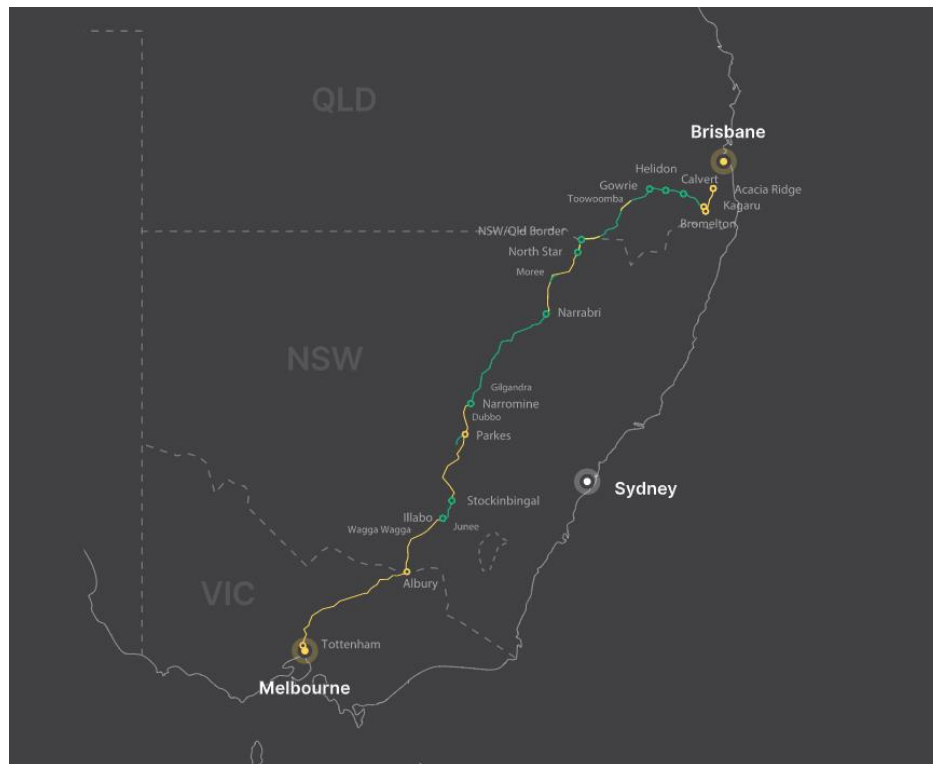 QLD
Brisbane
Helidon
Calvert
Gowrie
Acacia Ridge
Toowoomba
Kagaru
Bromelton
NSW/Qld Border
North Star
Moree
Narrabri
NSW
Gilgandra
Narromine
Dubbo
Parkes
Sydney
Stockinbingal
Illabo
Junee
Wagga Wagga
Albury
VIC
Tottenham
Melbourne